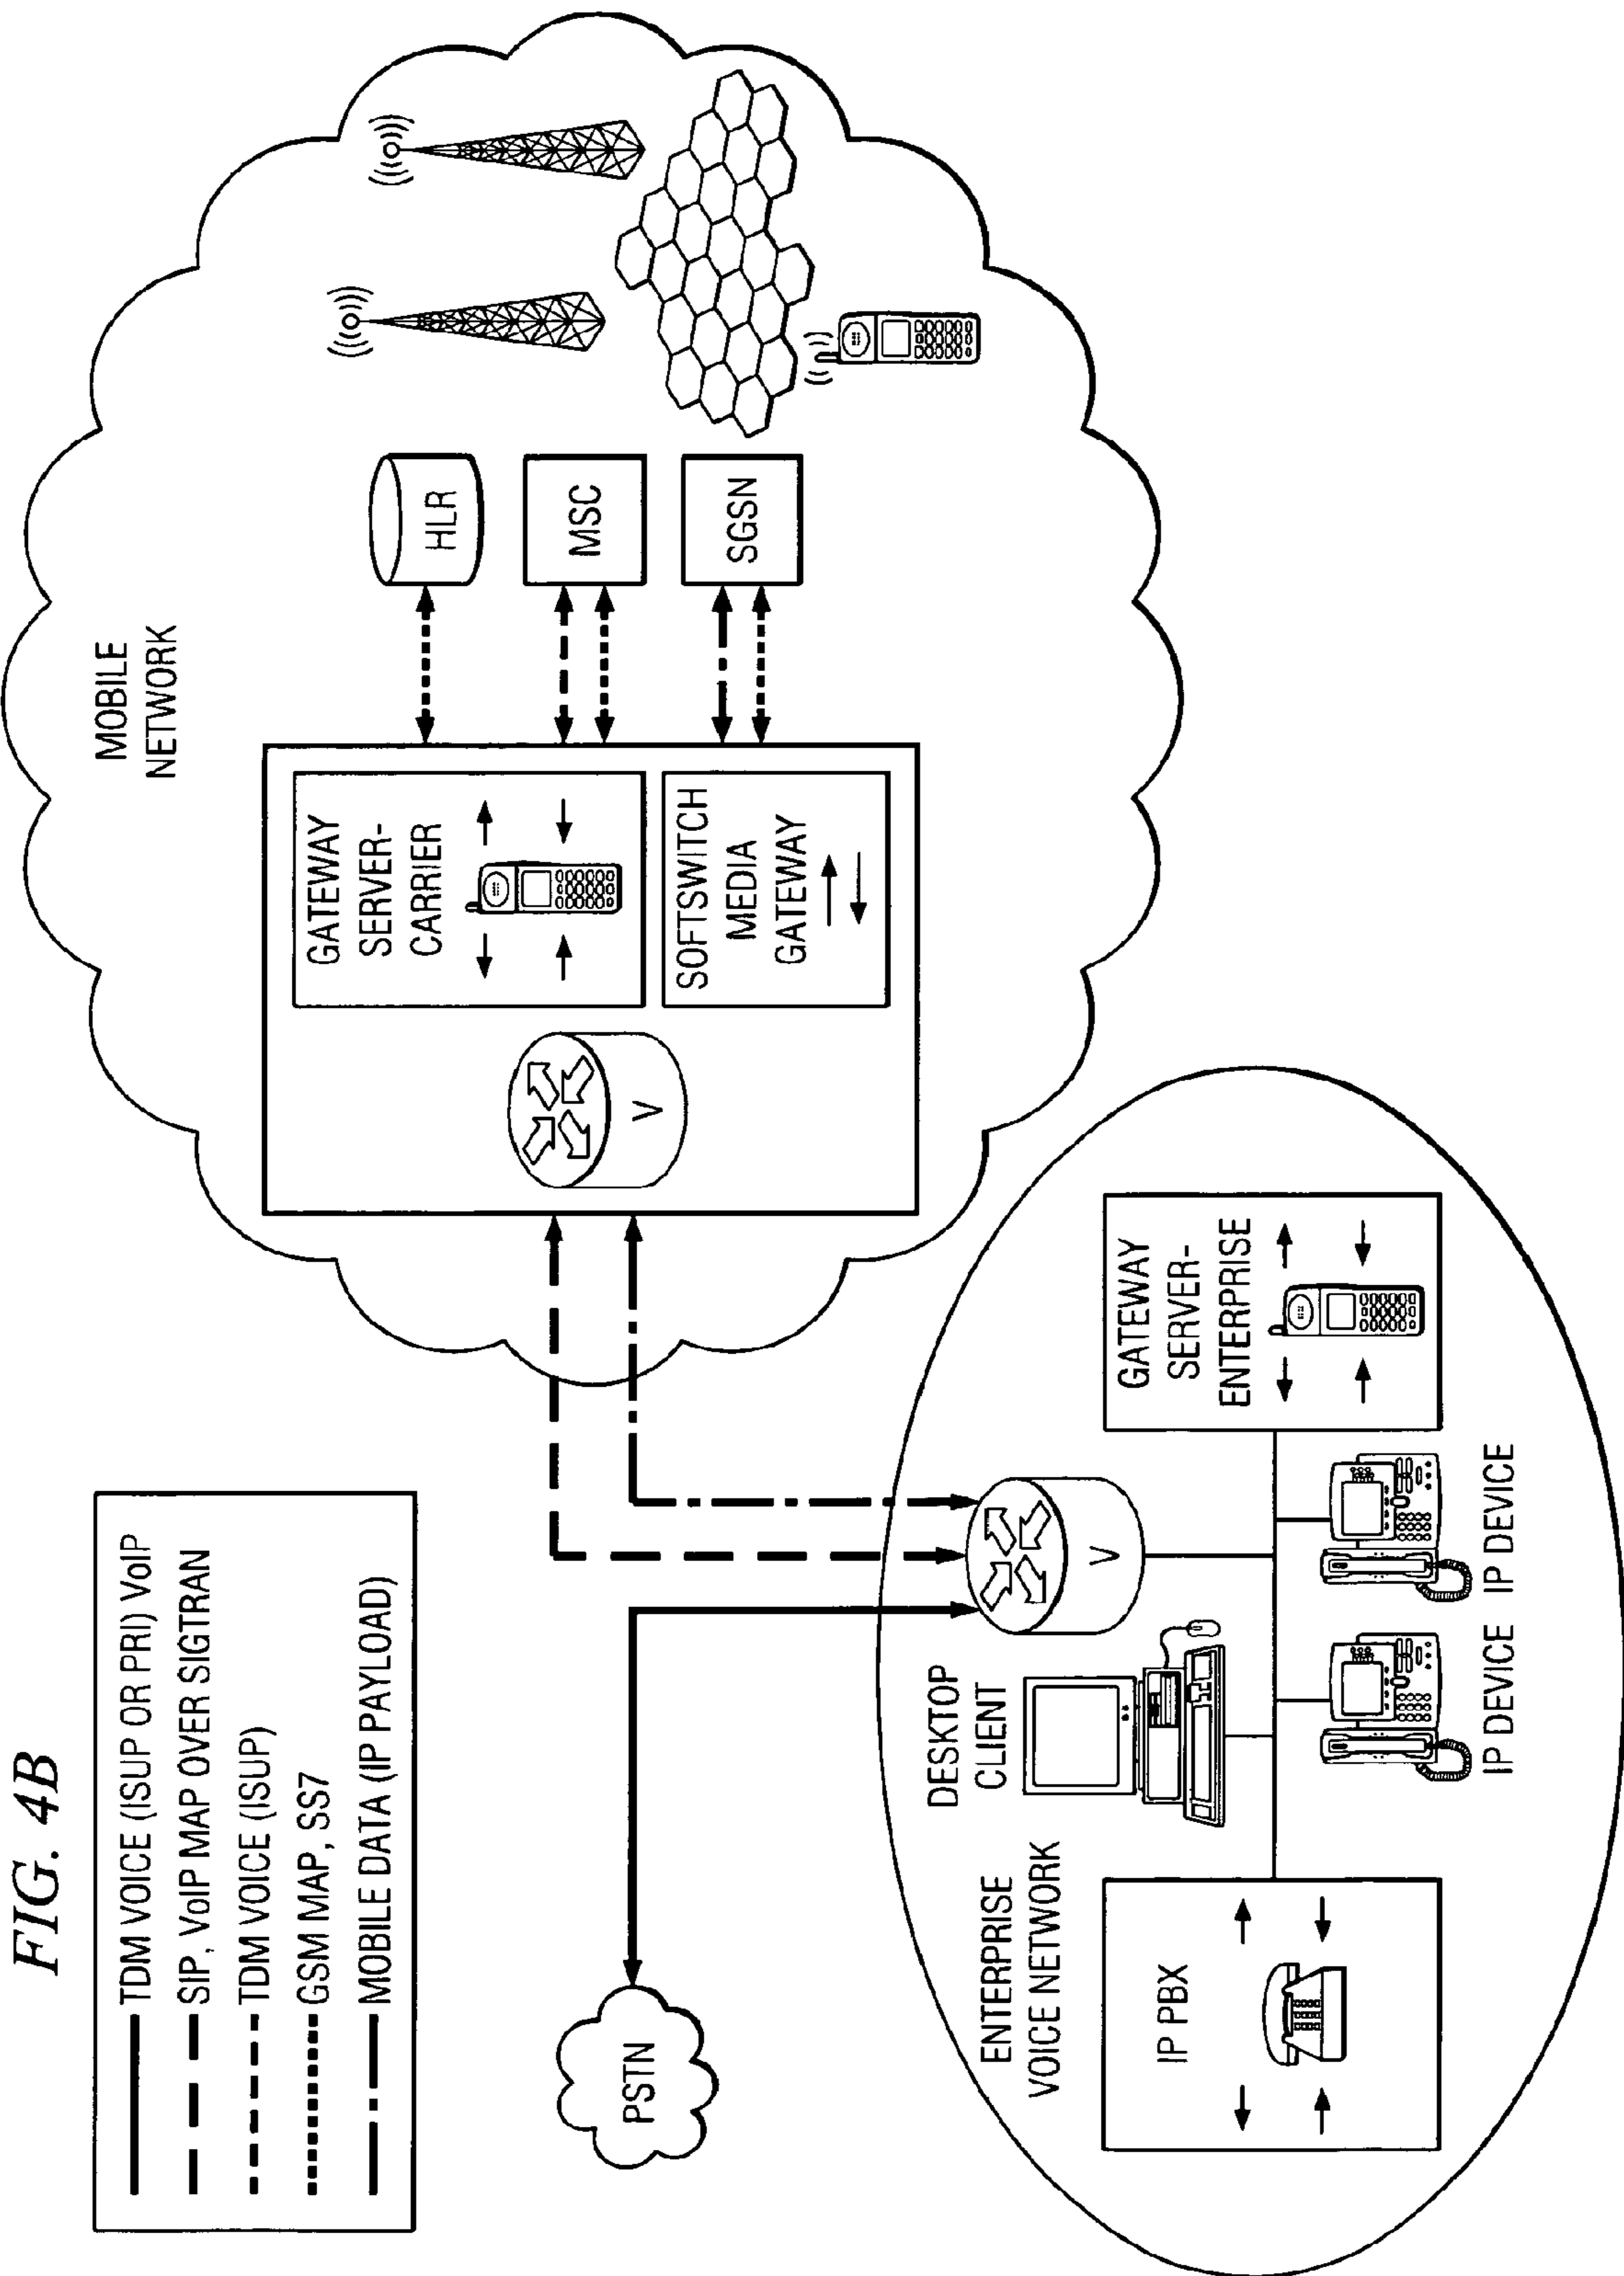 FIG. 4B
TDM VOICE (ISUP OR PRI) VoIP
SIP, VoIP MAP OVER SIGTRAN
TDM VOICE (ISUP)
GSM MAP, SS7
MOBILE DATA (IP PAYLOAD)
MOBILE
NETWORK
GATEWAY
SERVER-
CARRIER
SOFTSWITCH
MEDIA
GATEWAY
V
HLR
MSC
SGSN
PSTN
ENTERPRISE
VOICE NETWORK
DESKTOP
CLIENT
V
IP PBX
GATEWAY
SERVER-
ENTERPRISE
IP DEVICE
IP DEVICE